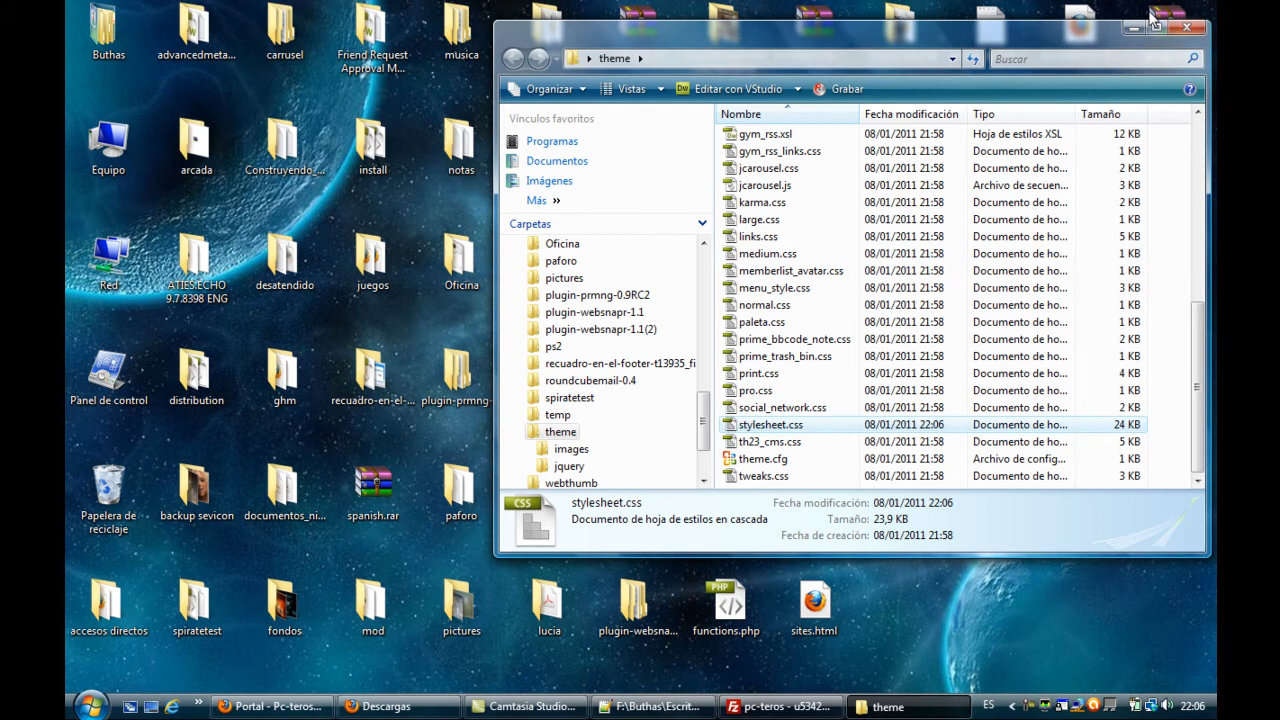 Buthas
advancedmeta...
carrusel
Friend Request
Approval M...
musica
Equipo
arcada
Construyendo_...
install
notas
Red
ATIES.ECHO
9.7.8398 ENG
desatendido
juegos
Oficina
Panel de control
distribution
ghm
recuadro-en-el-...
plugin-prmng-
Papelera de
reciclaje
backup sevicon
documentos_ni...
spanish.rar
paforo
accesos directos
spiratetest
fondos
mod
pictures
lucia
plugin-websna...
functions.php
sites.html
theme
Buscar
Organizar
Vistas
Editar con VStudio
Grabar
Vínculos favoritos
Programas
Documentos
Imágenes
Más »
Carpetas
Oficina
paforo
pictures
plugin-prmng-0.9RC2
plugin-websnapr-1.1
plugin-websnapr-1.1(2)
ps2
recuadro-en-el-footer-t13935_fi
roundcubemail-0.4
spiratetest
temp
theme
images
jquery
webthumb
Nombre Fecha modificación Tipo Tamaño
gym_rss.xsl 08/01/2011 21:58 Hoja de estilos XSL 12 KB
gym_rss_links.css 08/01/2011 21:58 Documento de ho... 1 KB
jcarousel.css 08/01/2011 21:58 Documento de ho... 2 KB
jcarousel.js 08/01/2011 21:58 Archivo de secuen... 3 KB
karma.css 08/01/2011 21:58 Documento de ho... 2 KB
large.css 08/01/2011 21:58 Documento de ho... 1 KB
links.css 08/01/2011 21:58 Documento de ho... 5 KB
medium.css 08/01/2011 21:58 Documento de ho... 1 KB
memberlist_avatar.css 08/01/2011 21:58 Documento de ho... 1 KB
menu_style.css 08/01/2011 21:58 Documento de ho... 3 KB
normal.css 08/01/2011 21:58 Documento de ho... 1 KB
paleta.css 08/01/2011 21:58 Documento de ho... 1 KB
prime_bbcode_note.css 08/01/2011 21:58 Documento de ho... 1 KB
prime_trash_bin.css 08/01/2011 21:58 Documento de ho... 1 KB
print.css 08/01/2011 21:58 Documento de ho... 4 KB
pro.css 08/01/2011 21:58 Documento de ho... 1 KB
social_network.css 08/01/2011 21:58 Documento de ho... 2 KB
stylesheet.css 08/01/2011 22:06 Documento de ho... 24 KB
th23_cms.css 08/01/2011 21:58 Documento de ho... 5 KB
theme.cfg 08/01/2011 21:58 Archivo de config... 1 KB
tweaks.css 08/01/2011 21:58 Documento de ho... 3 KB
CSS
stylesheet.css
Documento de hoja de estilos en cascada
Fecha modificación: 08/01/2011 22:06
Tamaño: 23,9 KB
Fecha de creación: 08/01/2011 21:58
Portal - Pc-teros...
Descargas
Camtasia Studio...
F:\Buthas\Escrit...
pc-teros - u5342...
theme
ES
22:06